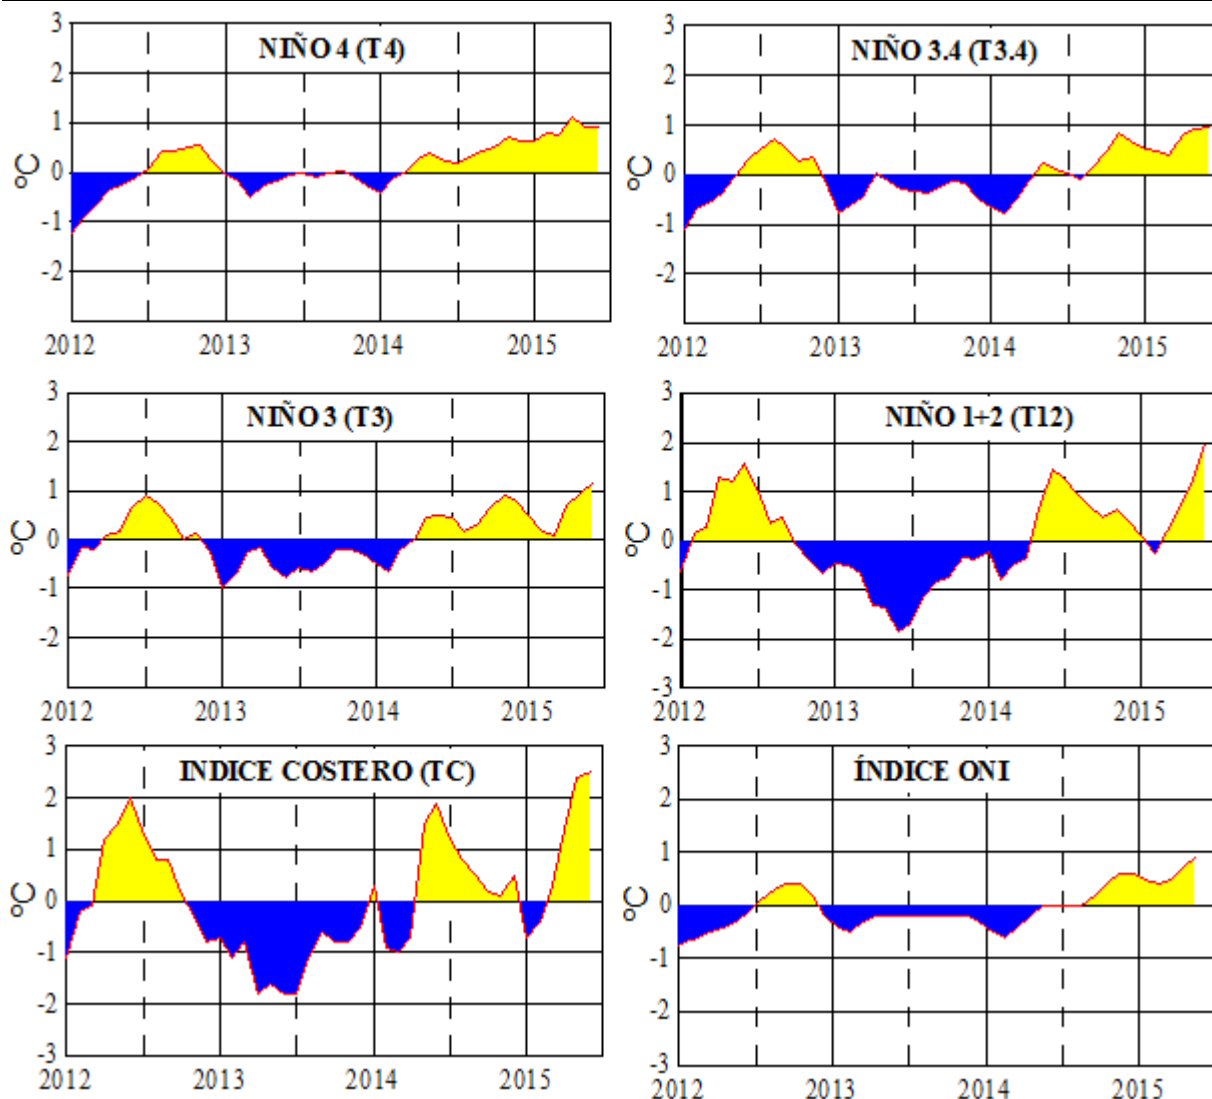 3
NIÑO 4 (T4)
2
1
0
-1
-2
°C
2012 2013 2014 2015
3
NIÑO 3.4 (T3.4)
2
1
0
-1
-2
°C
2012 2013 2014 2015
3
NIÑO 3 (T3)
2
1
0
-1
-2
°C
2012 2013 2014 2015
3
NIÑO 1+2 (T12)
2
1
0
-1
-2
-3
°C
2012 2013 2014 2015
3
INDICE COSTERO (TC)
2
1
0
-1
-2
-3
°C
2012 2013 2014 2015
3
ÍNDICE ONI
2
1
0
-1
-2
-3
°C
2012 2013 2014 2015